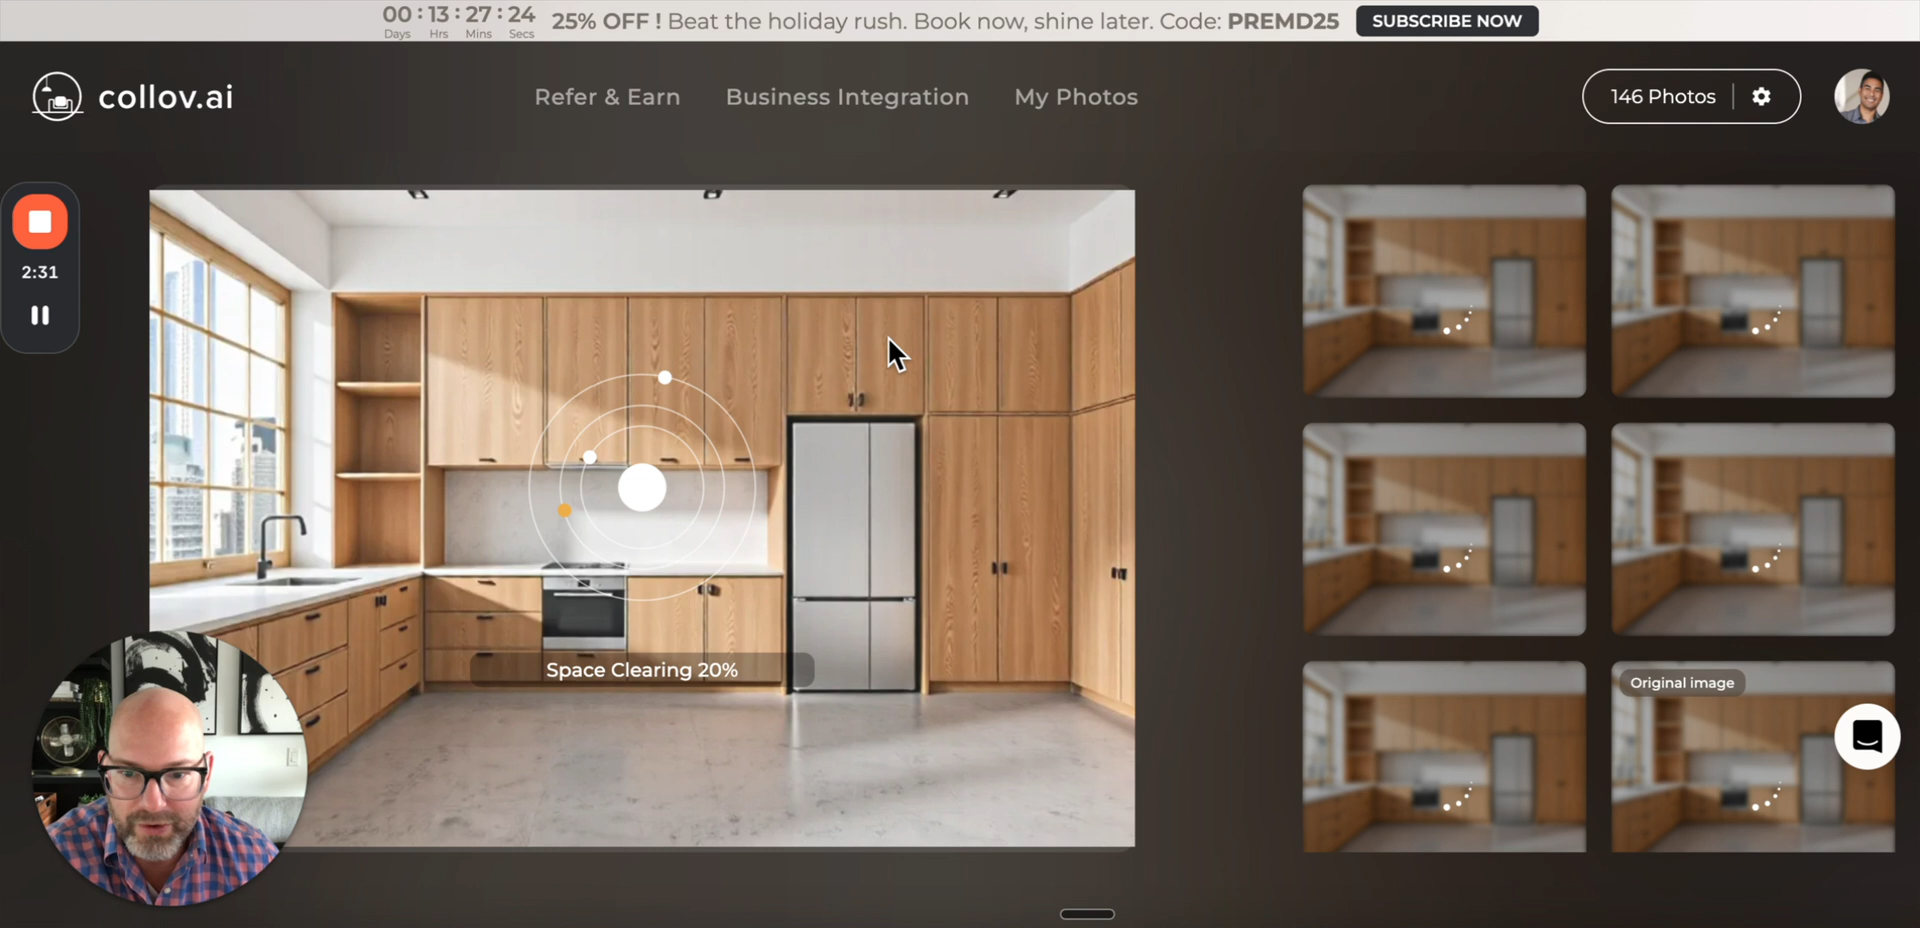 00 : 13 : 27 : 24
Days Hrs Mins Secs
25% OFF ! Beat the holiday rush. Book now, shine later. Code: PREMD25
SUBSCRIBE NOW
collov.ai
Refer & Earn
Business Integration
My Photos
146 Photos
2:31
Space Clearing 20%
Original image